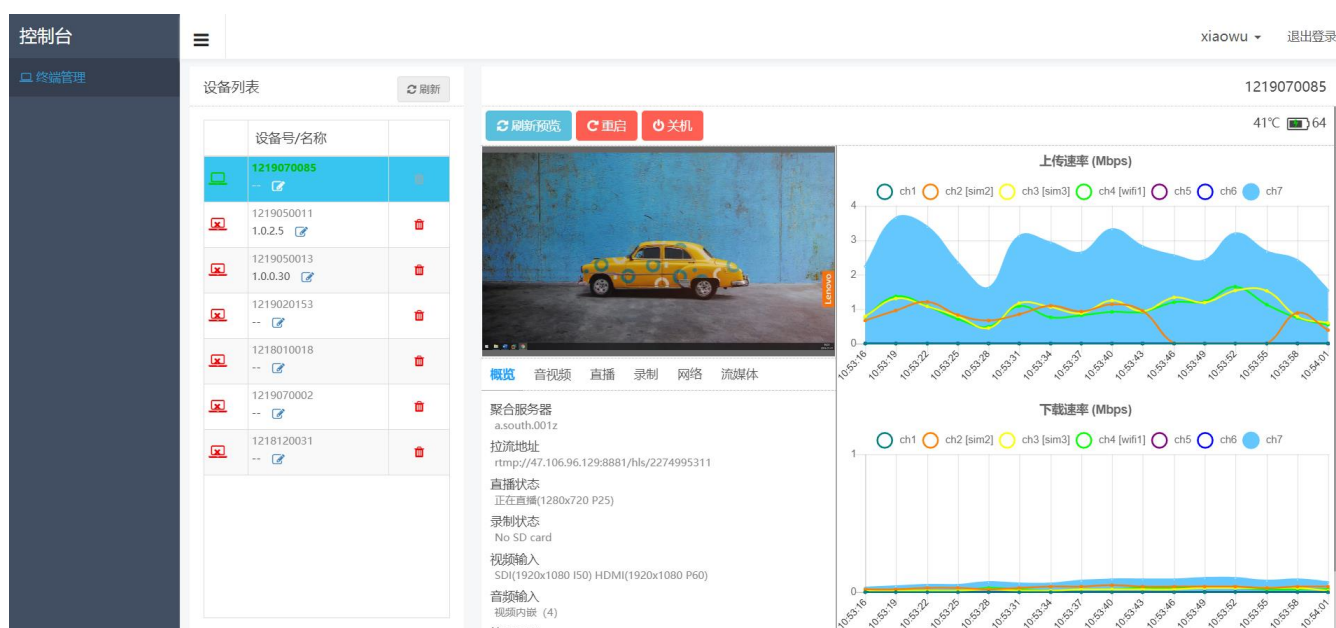 控制台
xiaowu
退出登录
终端管理
设备列表
刷新
1219070085
设备号/名称
1219070085
--
1219050011
1.0.2.5
1219050013
1.0.0.30
1219020153
--
1218010018
--
1219070002
--
1218120031
--
刷新预览
重启
关机
41℃
64
Lenovo
概览
音视频
直播
录制
网络
流媒体
聚合服务器
a.south.001z
拉流地址
rtmp://47.106.96.129:8881/hls/2274995311
直播状态
正在直播(1280x720 P25)
录制状态
No SD card
视频输入
SDI(1920x1080 I50) HDMI(1920x1080 P60)
音频输入
视频内嵌 (4)
上传速率 (Mbps)
ch1 ch2 [sim2] ch3 [sim3] ch4 [wifi1] ch5 ch6 ch7
4
3
2
1
0
10:53:16 10:53:19 10:53:22 10:53:25 10:53:28 10:53:31 10:53:34 10:53:37 10:53:40 10:53:43 10:53:46 10:53:49 10:53:52 10:53:55 10:53:58 10:54:01
下载速率 (Mbps)
ch1 ch2 [sim2] ch3 [sim3] ch4 [wifi1] ch5 ch6 ch7
1
0
10:53:16 10:53:19 10:53:22 10:53:25 10:53:28 10:53:31 10:53:34 10:53:37 10:53:40 10:53:43 10:53:46 10:53:49 10:53:52 10:53:55 10:53:58 10:54:01